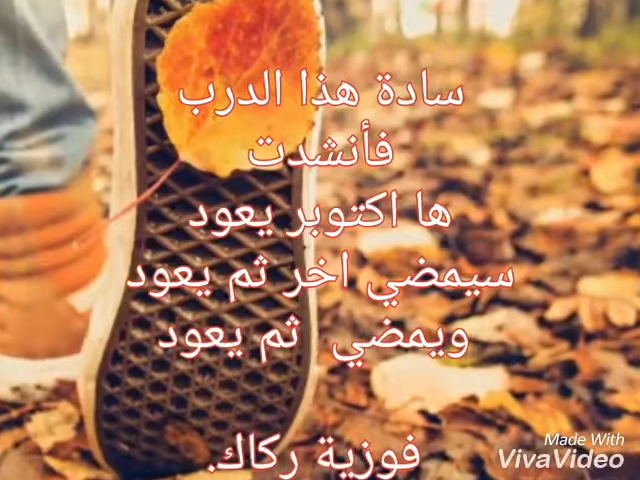 سادة هذا الدرب
فأنشدت
ها اكتوبر يعود
سيمضي اخر ثم يعود
ويمضي ثم يعود
فوزية ركاك.
Made With
VivaVideo